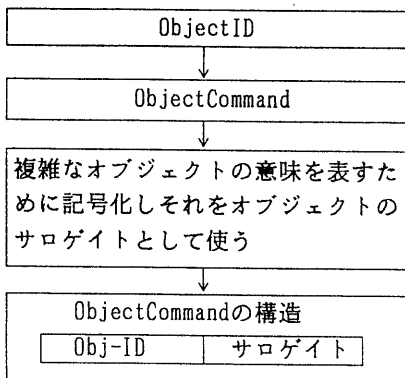 ObjectID
ObjectCommand
複雑なオブジェクトの意味を表すた
めに記号化しそれをオブジェクトの
サロゲイトとして使う
ObjectCommandの構造
Obj-ID サロゲイト